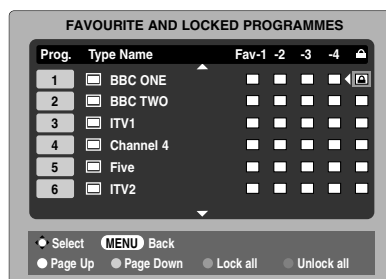 FAVOURITE AND LOCKED PROGRAMMES
Prog. Type Name Fav-1 -2 -3 -4
1 BBC ONE
2 BBC TWO
3 ITV1
4 Channel 4
5 Five
6 ITV2
Select MENU Back
Page Up Page Down Lock all Unlock all